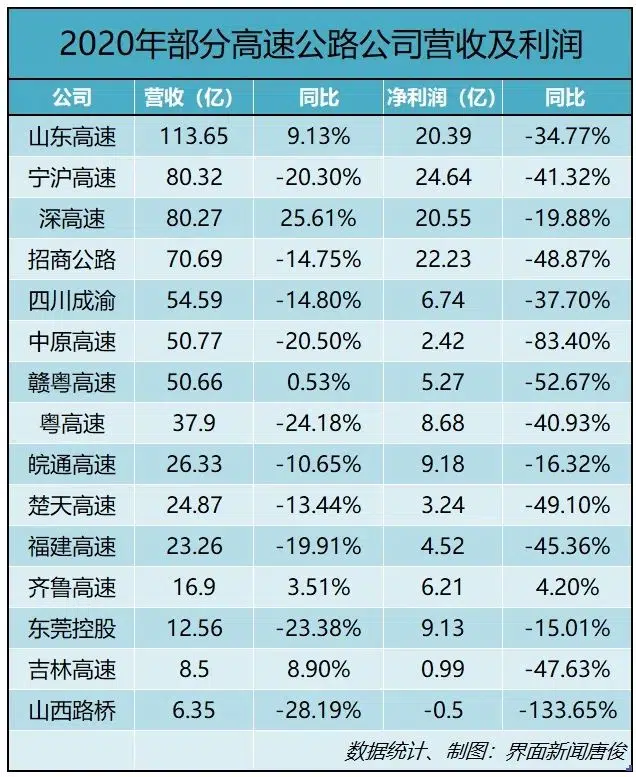 2020年部分高速公路公司营收及利润
公司 营收（亿） 同比 净利润（亿） 同比
山东高速 113.65 9.13% 20.39 -34.77%
宁沪高速 80.32 -20.30% 24.64 -41.32%
深高速 80.27 25.61% 20.55 -19.88%
招商公路 70.69 -14.75% 22.23 -48.87%
四川成渝 54.59 -14.80% 6.74 -37.70%
中原高速 50.77 -20.50% 2.42 -83.40%
赣粤高速 50.66 0.53% 5.27 -52.67%
粤高速 37.9 -24.18% 8.68 -40.93%
皖通高速 26.33 -10.65% 9.18 -16.32%
楚天高速 24.87 -13.44% 3.24 -49.10%
福建高速 23.26 -19.91% 4.52 -45.36%
齐鲁高速 16.9 3.51% 6.21 4.20%
东莞控股 12.56 -23.38% 9.13 -15.01%
吉林高速 8.5 8.90% 0.99 -47.63%
山西路桥 6.35 -28.19% -0.5 -133.65%
数据统计、制图：界面新闻唐俊